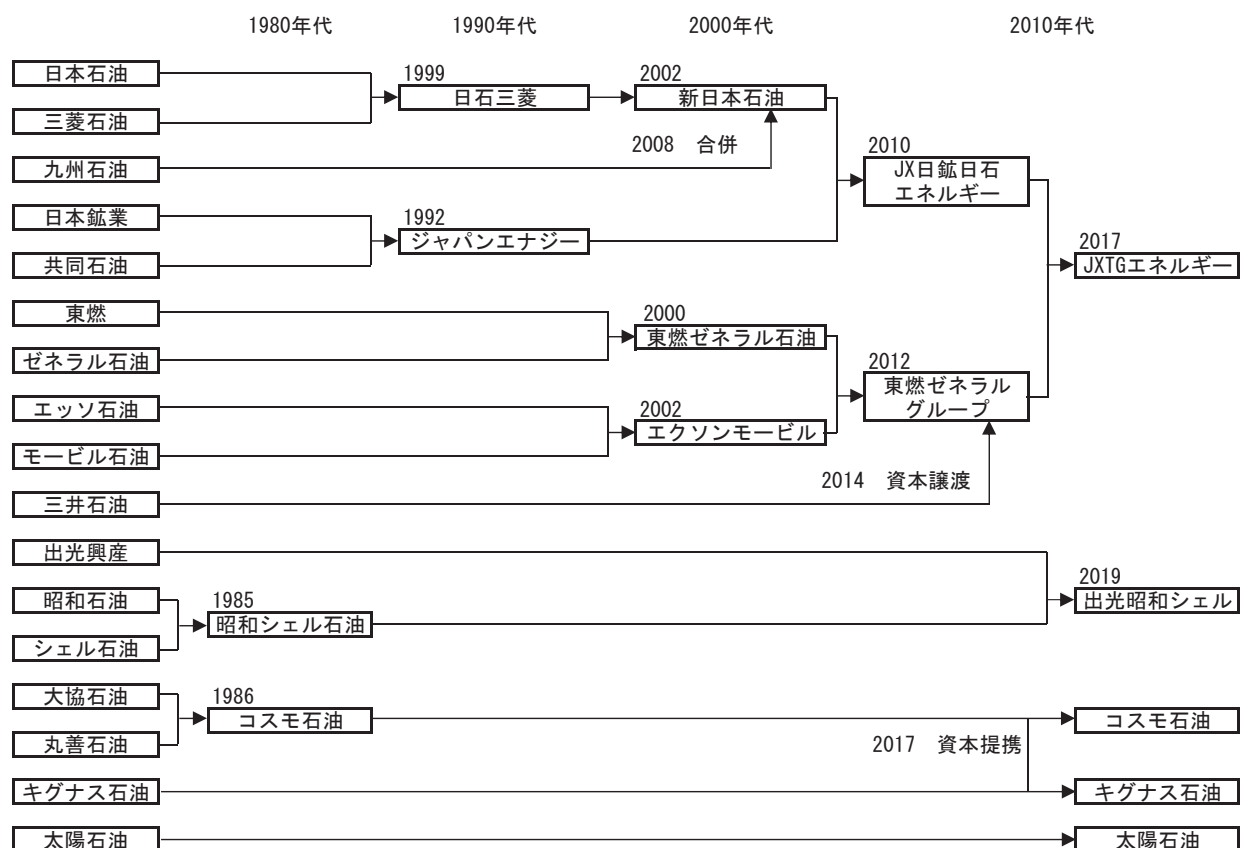 1980年代 1990年代 2000年代 2010年代
日本石油
三菱石油
九州石油
日本鉱業
共同石油
東燃
ゼネラル石油
エッソ石油
モービル石油
三井石油
出光興産
昭和石油
シェル石油
大協石油
丸善石油
キグナス石油
太陽石油
1985
昭和シェル石油
1986
コスモ石油
1999
日石三菱
1992
ジャパンエナジー
2002
新日本石油
2008 合併
2000
東燃ゼネラル石油
2002
エクソンモービル
2010
JX日鉱日石
エネルギー
2012
東燃ゼネラル
グループ
2014 資本譲渡
2017 資本提携
2017
JXTGエネルギー
2019
出光昭和シェル
コスモ石油
キグナス石油
太陽石油